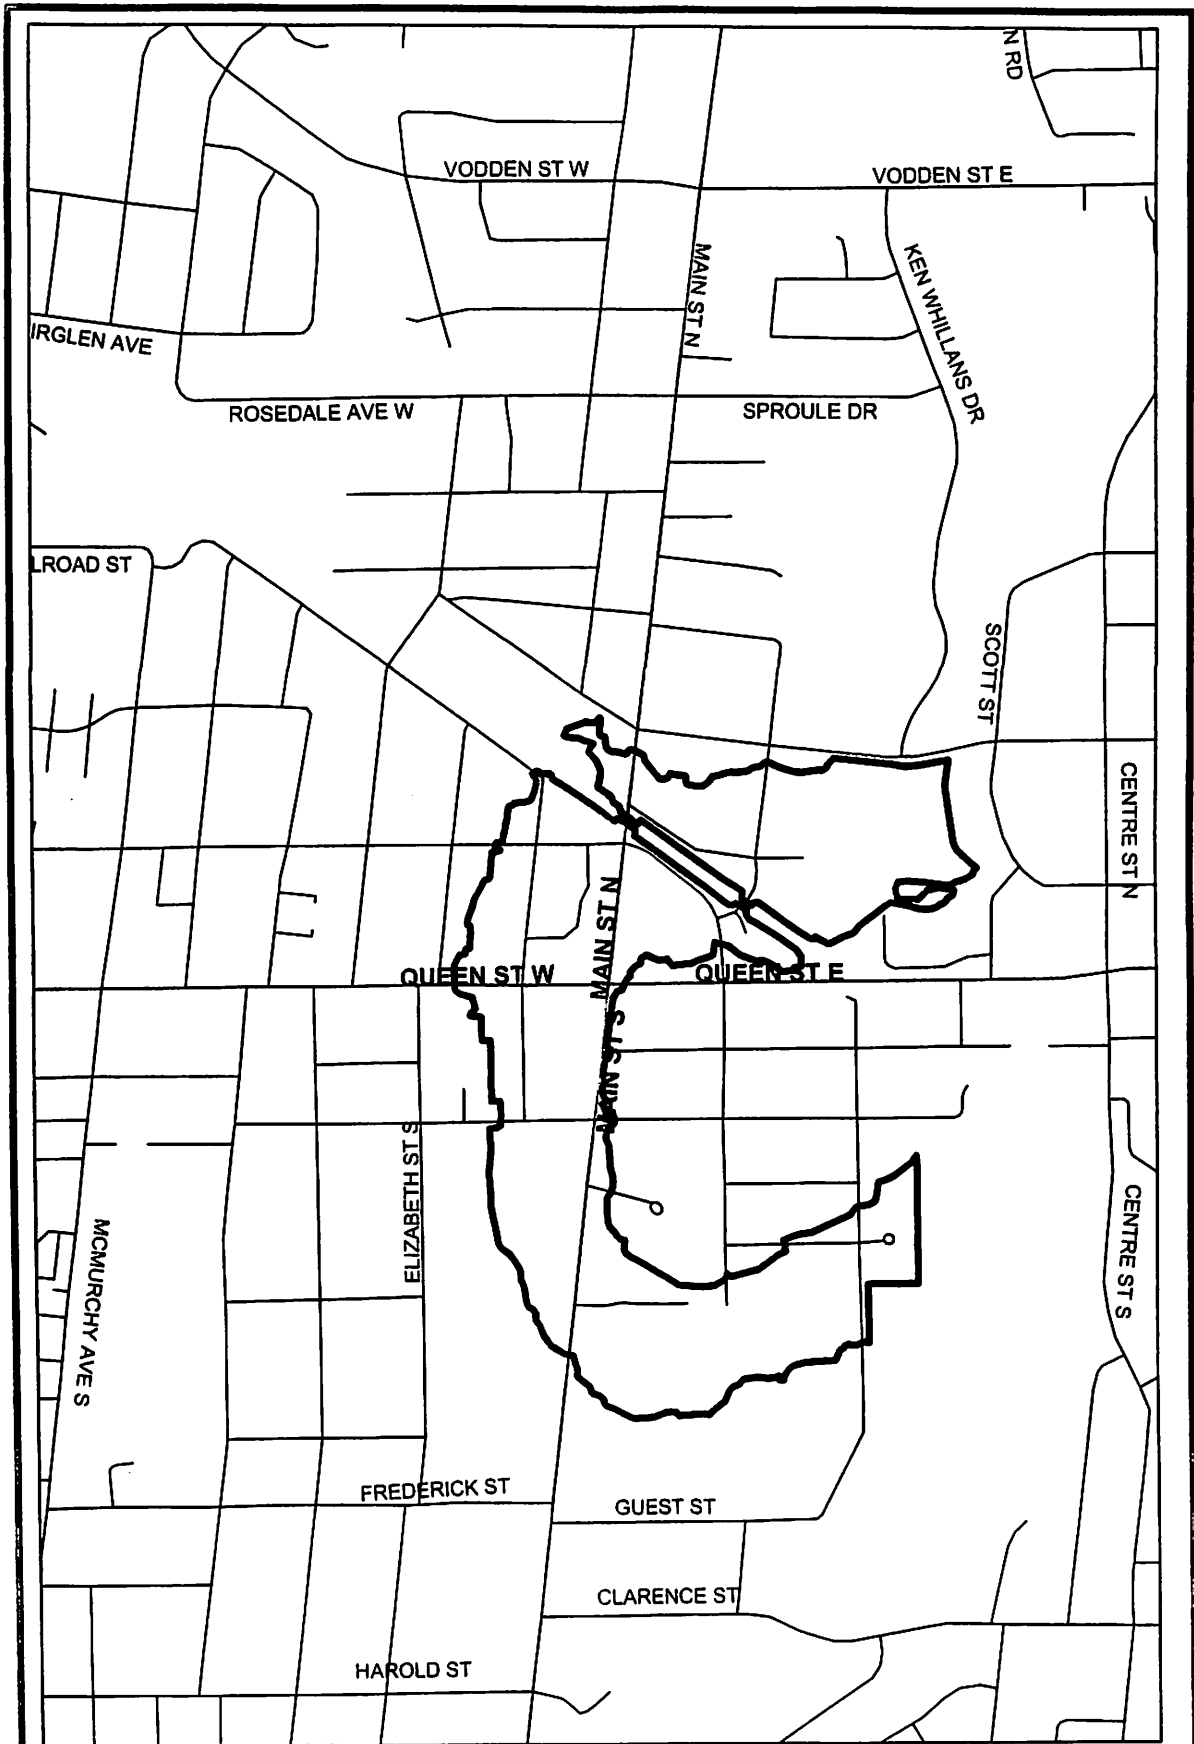 N RD
VODDEN ST W
VODDEN ST E
MAIN ST N
KEN WHILLANS DR
IRGLEN AVE
ROSEDALE AVE W
SPROULE DR
LROAD ST
SCOTT ST
CENTRE ST N
MAIN ST N
QUEEN ST W
QUEEN ST E
MAIN ST S
ELIZABETH ST S
MCMURCHY AVE S
CENTRE ST S
FREDERICK ST
GUEST ST
CLARENCE ST
HAROLD ST